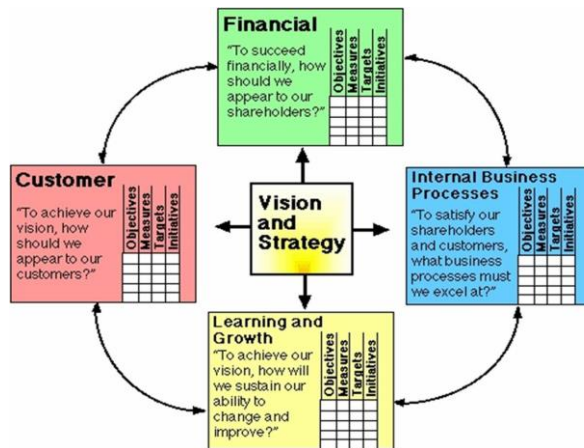 Financial
"To succeed
financially, how
should we
appear to our
shareholders?"
Objectives
Measures
Targets
Initiatives
Customer
"To achieve our
vision, how
should we
appear to our
customers?"
Objectives
Measures
Targets
Initiatives
Vision
and
Strategy
Internal Business
Processes
"To satisfy our
shareholders
and customers,
what business
processes must
we excel at?"
Objectives
Measures
Targets
Initiatives
Learning and
Growth
"To achieve our
vision, how will
we sustain our
ability to
change and
improve?"
Objectives
Measures
Targets
Initiatives